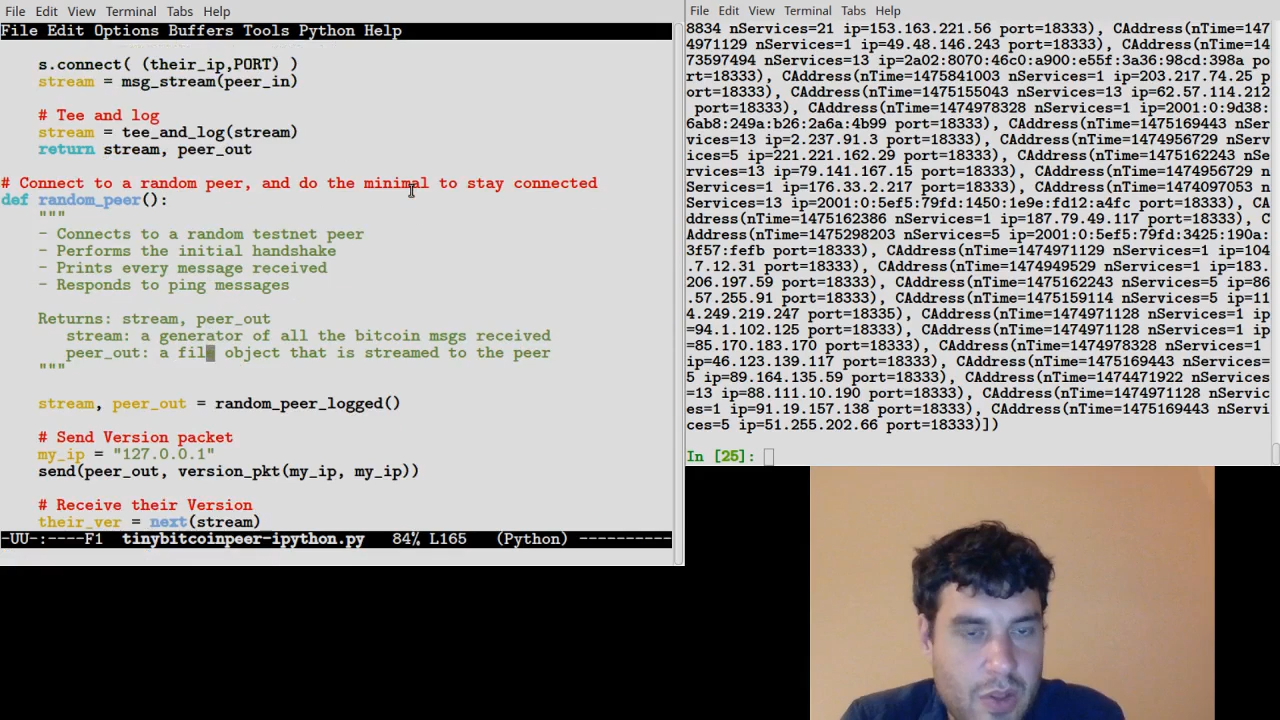 File Edit View Terminal Tabs Help
File Edit Options Buffers Tools Python Help
s.connect( (their_ip,PORT) )
stream = msg_stream(peer_in)
# Tee and log
stream = tee_and_log(stream)
return stream, peer_out
# Connect to a random peer, and do the minimal to stay connected
def random_peer():
"""
- Connects to a random testnet peer
- Performs the initial handshake
- Prints every message received
- Responds to ping messages
Returns: stream, peer_out
stream: a generator of all the bitcoin msgs received
peer_out: a file object that is streamed to the peer
"""
stream, peer_out = random_peer_logged()
# Send Version packet
my_ip = "127.0.0.1"
send(peer_out, version_pkt(my_ip, my_ip))
# Receive their Version
their_ver = next(stream)
-UU-:----F1  tinybitcoinpeer-ipython.py   84% L165   (Python) ----------
File Edit View Terminal Tabs Help
8834 nServices=21 ip=153.163.221.56 port=18333), CAddress(nTime=147
4971129 nServices=1 ip=49.48.146.243 port=18333), CAddress(nTime=14
73597494 nServices=13 ip=2a02:8070:46c0:a900:e55f:3a36:98cd:398a po
rt=18333), CAddress(nTime=1475841003 nServices=1 ip=203.217.74.25 p
ort=18333), CAddress(nTime=1475155043 nServices=13 ip=62.57.114.212
port=18333), CAddress(nTime=1474978328 nServices=1 ip=2001:0:9d38:
6ab8:249a:b26:2a6a:4b99 port=18333), CAddress(nTime=1475169443 nSer
vices=13 ip=2.237.91.3 port=18333), CAddress(nTime=1474956729 nServ
ices=5 ip=221.221.162.29 port=18333), CAddress(nTime=1475162243 nSe
rvices=13 ip=79.141.167.15 port=18333), CAddress(nTime=1474956729 n
Services=1 ip=176.33.2.217 port=18333), CAddress(nTime=1474097053 n
Services=13 ip=2001:0:5ef5:79fd:1450:1e9e:fd12:a4fc port=18333), CA
ddress(nTime=1475162386 nServices=1 ip=187.79.49.117 port=18333), C
Address(nTime=1475298203 nServices=5 ip=2001:0:5ef5:79fd:3425:190a:
3f57:fefb port=18333), CAddress(nTime=1474971129 nServices=1 ip=104
.7.12.31 port=18333), CAddress(nTime=1474949529 nServices=1 ip=183.
206.197.59 port=18333), CAddress(nTime=1475162243 nServices=5 ip=86
.57.255.91 port=18333), CAddress(nTime=1475159114 nServices=5 ip=11
4.249.219.247 port=18335), CAddress(nTime=1474971128 nServices=1 ip
=94.1.102.125 port=18333), CAddress(nTime=1474971128 nServices=1 ip
=85.170.183.170 port=18333), CAddress(nTime=1474978328 nServices=1 
ip=46.123.139.117 port=18333), CAddress(nTime=1475169443 nServices=
5 ip=89.164.135.59 port=18333), CAddress(nTime=1474471922 nServices
=13 ip=88.111.10.190 port=18333), CAddress(nTime=1474971128 nServic
es=1 ip=91.19.157.138 port=18333), CAddress(nTime=1475169443 nServi
ces=5 ip=51.255.202.66 port=18333)])
In [25]: